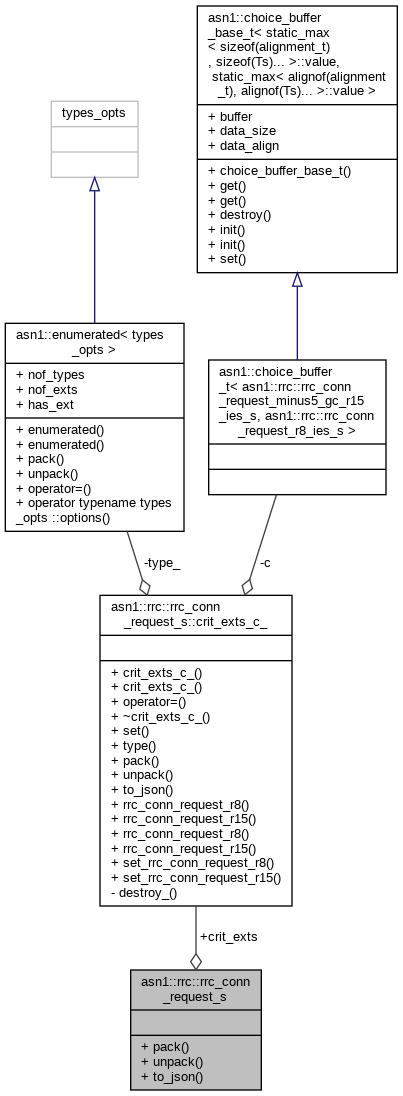 asn1::choice_buffer
_base_t< static_max
< sizeof(alignment_t)
, sizeof(Ts)... >::value,
static_max< alignof(alignment
_t), alignof(Ts)... >::value >
+ buffer
+ data_size
+ data_align
+ choice_buffer_base_t()
+ get()
+ get()
+ destroy()
+ init()
+ init()
+ set()
types_opts
asn1::enumerated< types
_opts >
+ nof_types
+ nof_exts
+ has_ext
+ enumerated()
+ enumerated()
+ pack()
+ unpack()
+ operator=()
+ operator typename types
_opts ::options()
asn1::choice_buffer
_t< asn1::rrc::rrc_conn
_request_minus5_gc_r15
_ies_s, asn1::rrc::rrc_conn
_request_r8_ies_s >
-type_
-c
asn1::rrc::rrc_conn
_request_s::crit_exts_c_
+ crit_exts_c_()
+ crit_exts_c_()
+ operator=()
+ ~crit_exts_c_()
+ set()
+ type()
+ pack()
+ unpack()
+ to_json()
+ rrc_conn_request_r8()
+ rrc_conn_request_r15()
+ rrc_conn_request_r8()
+ rrc_conn_request_r15()
+ set_rrc_conn_request_r8()
+ set_rrc_conn_request_r15()
- destroy_()
+crit_exts
asn1::rrc::rrc_conn
_request_s
+ pack()
+ unpack()
+ to_json()